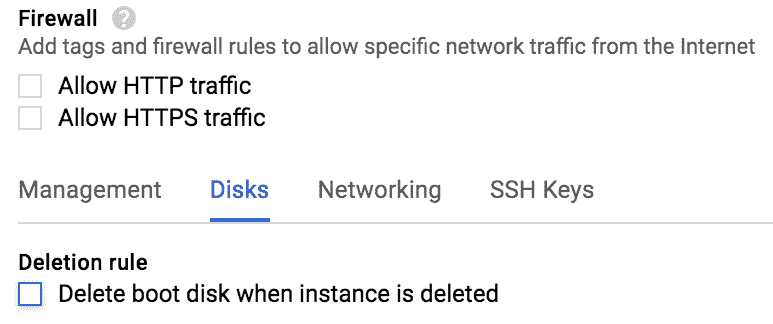 Firewall ?
Add tags and firewall rules to allow specific network traffic from the Internet
Allow HTTP traffic
Allow HTTPS traffic
Management Disks Networking SSH Keys
Deletion rule
Delete boot disk when instance is deleted